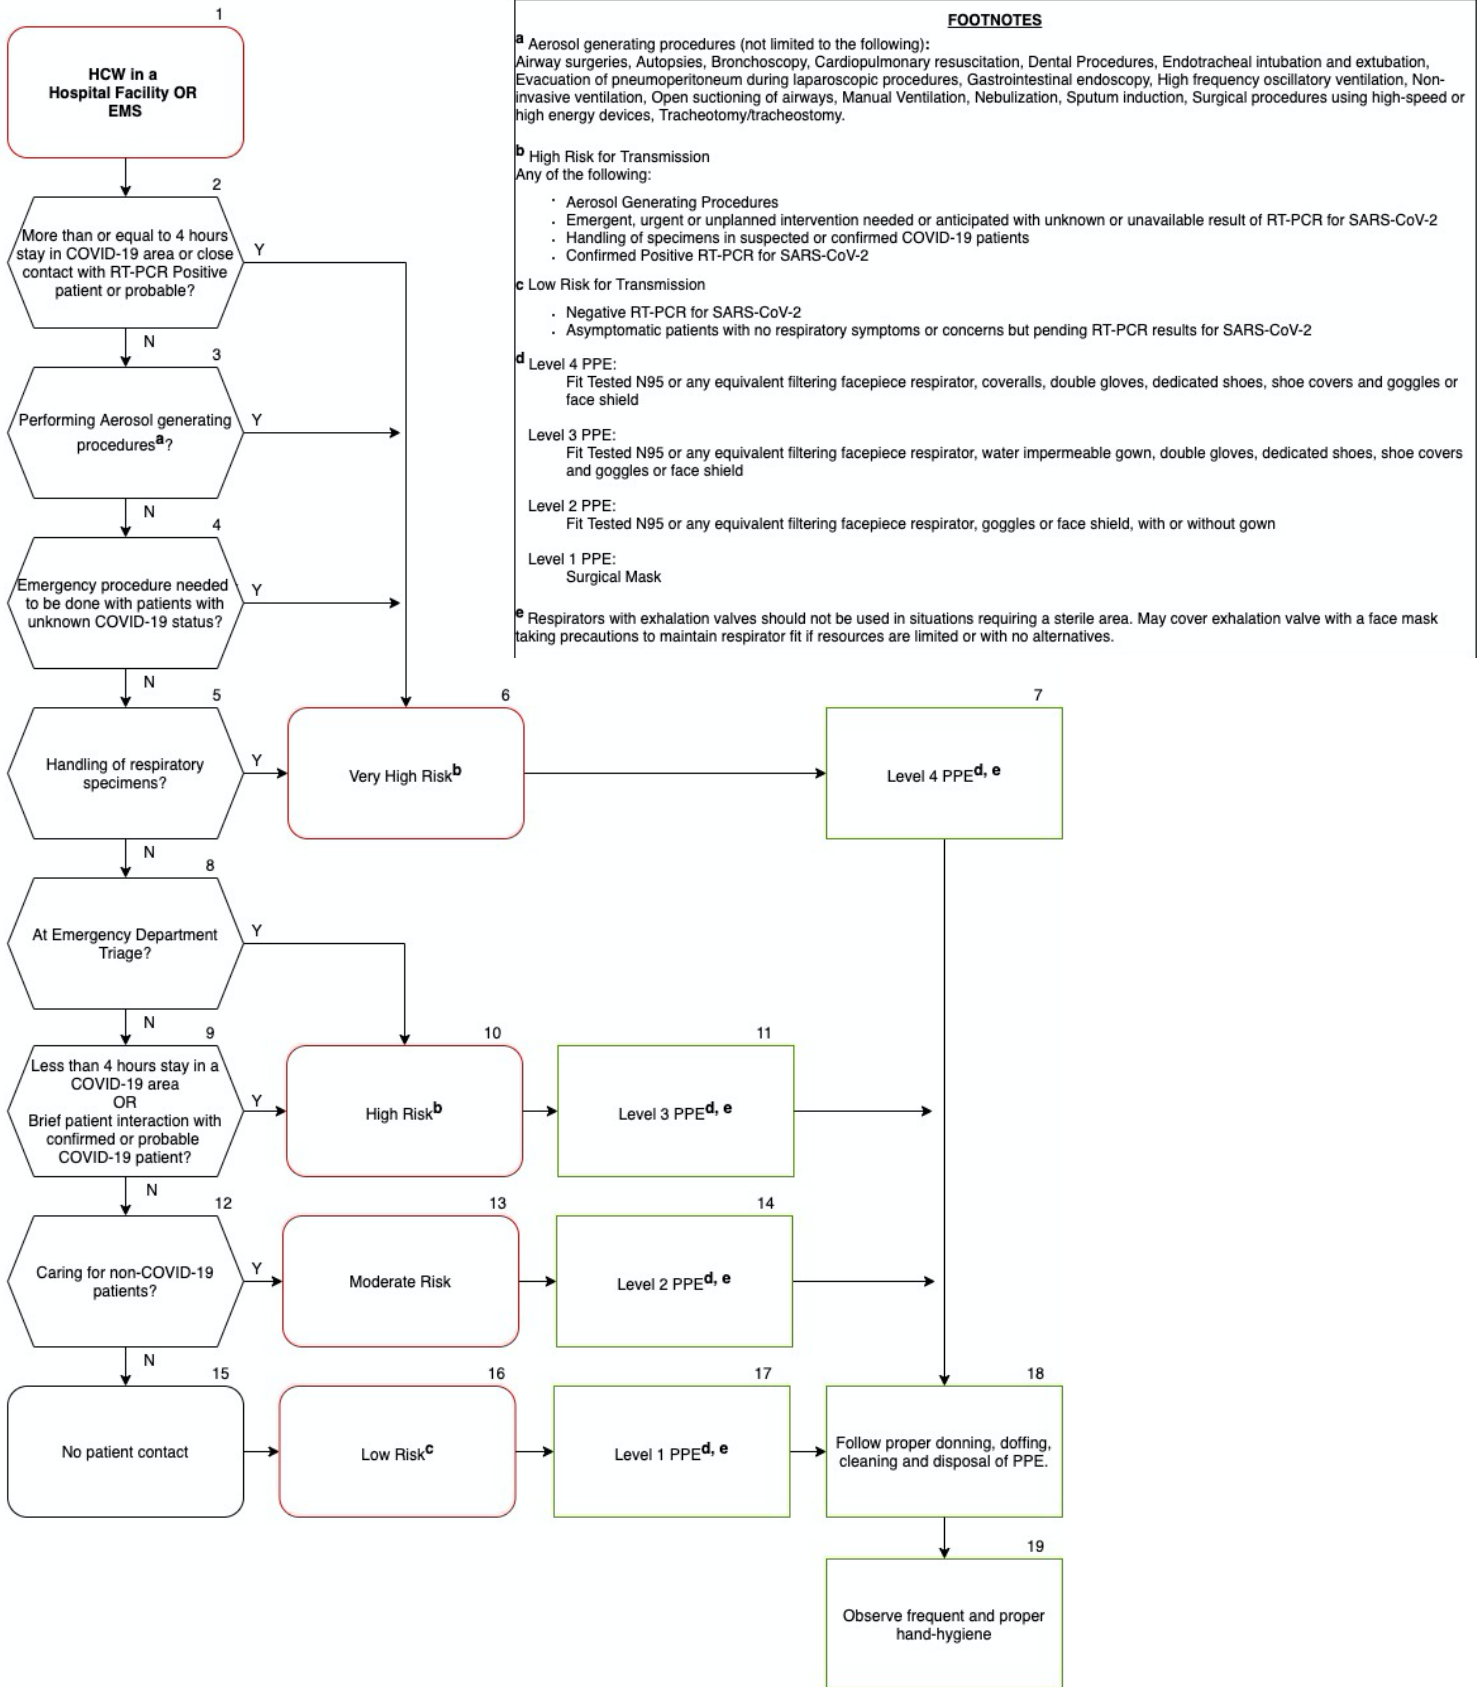 1
HCW in a
Hospital Facility OR
EMS
2
More than or equal to 4 hours
stay in COVID-19 area or close
contact with RT-PCR Positive
patient or probable?
Y
N
3
Performing Aerosol generating
procedures a?
Y
N
4
Emergency procedure needed
to be done with patients with
unknown COVID-19 status?
Y
N
5
Handling of respiratory
specimens?
Y
6
Very High Risk b
7
Level 4 PPE d, e
N
8
At Emergency Department
Triage?
Y
N
9
Less than 4 hours stay in a
COVID-19 area
OR
Brief patient interaction with
confirmed or probable
COVID-19 patient?
Y
10
High Risk b
11
Level 3 PPE d, e
N
12
Caring for non-COVID-19
patients?
Y
13
Moderate Risk
14
Level 2 PPE d, e
N
15
No patient contact
16
Low Risk c
17
Level 1 PPE d, e
18
Follow proper donning, doffing,
cleaning and disposal of PPE.
19
Observe frequent and proper
hand-hygiene
FOOTNOTES
a Aerosol generating procedures (not limited to the following):
Airway surgeries, Autopsies, Bronchoscopy, Cardiopulmonary resuscitation, Dental Procedures, Endotracheal intubation and extubation,
Evacuation of pneumoperitoneum during laparoscopic procedures, Gastrointestinal endoscopy, High frequency oscillatory ventilation, Non-
invasive ventilation, Open suctioning of airways, Manual Ventilation, Nebulization, Sputum induction, Surgical procedures using high-speed or
high energy devices, Tracheotomy/tracheostomy.
b High Risk for Transmission
Any of the following:
· Aerosol Generating Procedures
· Emergent, urgent or unplanned intervention needed or anticipated with unknown or unavailable result of RT-PCR for SARS-CoV-2
· Handling of specimens in suspected or confirmed COVID-19 patients
· Confirmed Positive RT-PCR for SARS-CoV-2
c Low Risk for Transmission
· Negative RT-PCR for SARS-CoV-2
· Asymptomatic patients with no respiratory symptoms or concerns but pending RT-PCR results for SARS-CoV-2
d Level 4 PPE:
Fit Tested N95 or any equivalent filtering facepiece respirator, coveralls, double gloves, dedicated shoes, shoe covers and goggles or
face shield
Level 3 PPE:
Fit Tested N95 or any equivalent filtering facepiece respirator, water impermeable gown, double gloves, dedicated shoes, shoe covers
and goggles or face shield
Level 2 PPE:
Fit Tested N95 or any equivalent filtering facepiece respirator, goggles or face shield, with or without gown
Level 1 PPE:
Surgical Mask
e Respirators with exhalation valves should not be used in situations requiring a sterile area. May cover exhalation valve with a face mask
taking precautions to maintain respirator fit if resources are limited or with no alternatives.